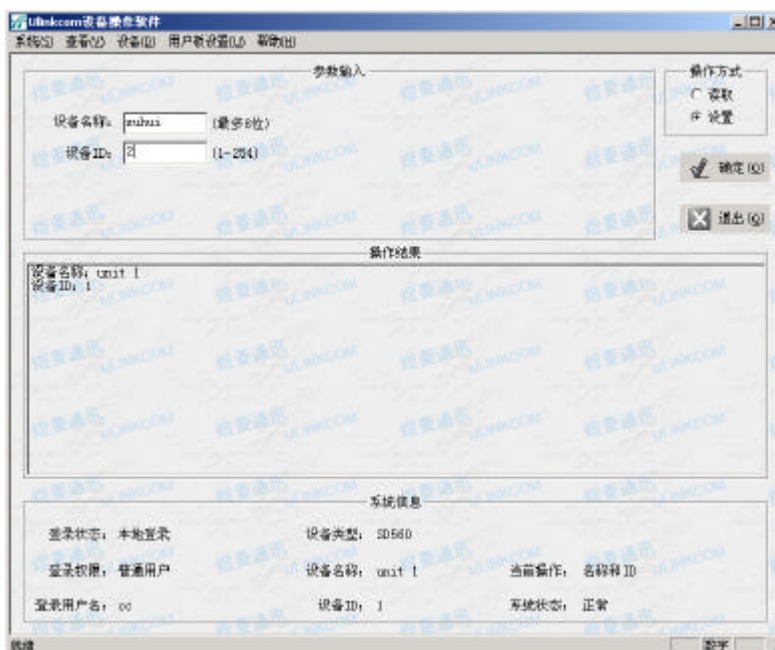 Ulinkcom设备操作软件
系统(S) 查看(V) 设备(D) 用户板设置(U) 帮助(H)
参数输入
设备名称: zuhui (最多8位)
设备ID: 2 (1-254)
操作方式
读取
设置
确定(O)
退出(Q)
操作结果
设备名称: unit 1
设备ID: 1
系统信息
登录状态: 本地登录 设备类型: SD56D
登录权限: 普通用户 设备名称: unit 1 当前操作: 名称和ID
登录用户名: cc 设备ID: 1 系统状态: 正常
就绪 数字